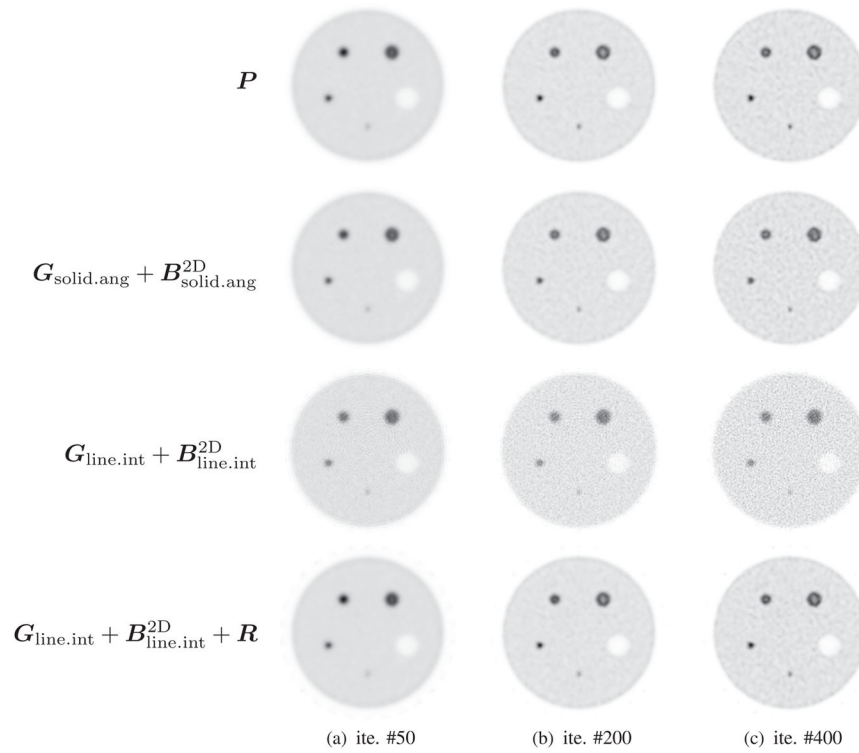 P
G_solid.ang + B^2D_solid.ang
G_line.int + B^2D_line.int
G_line.int + B^2D_line.int + R
(a) ite. #50 (b) ite. #200 (c) ite. #400